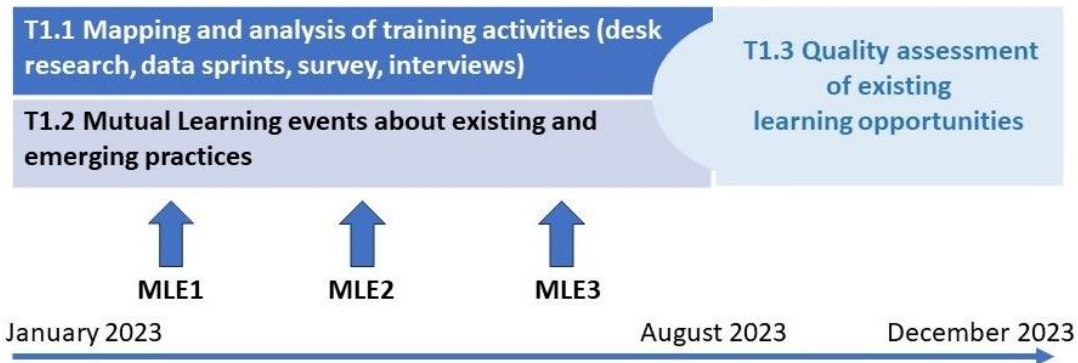 T1.1 Mapping and analysis of training activities (desk
research, data sprints, survey, interviews)
T1.2 Mutual Learning events about existing and
emerging practices
T1.3 Quality assessment
of existing
learning opportunities
MLE1
MLE2
MLE3
January 2023
August 2023
December 2023